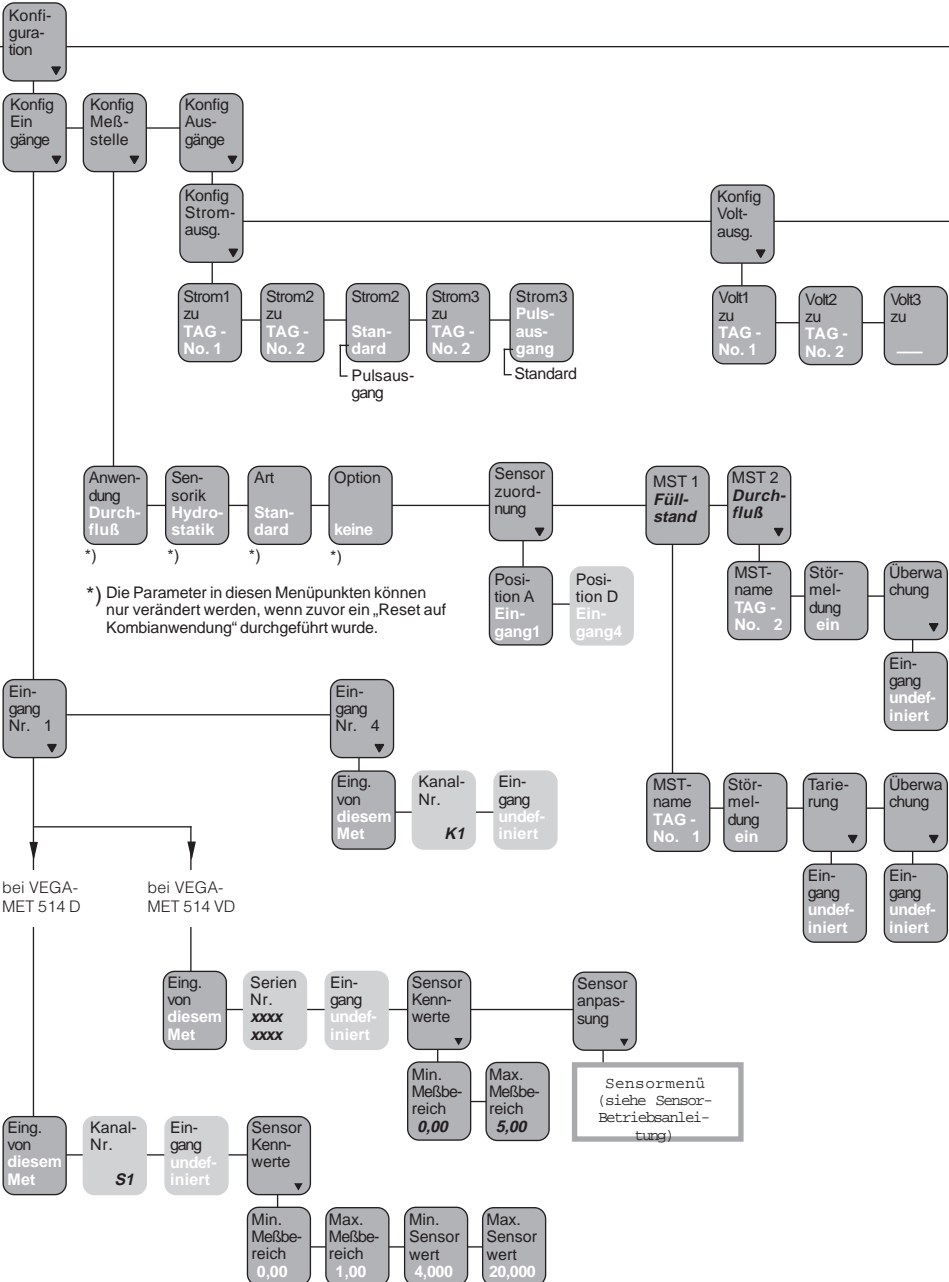 Konfi-
gura-
tion
Konfig
Ein
gänge
Konfig
Meß-
stelle
Konfig
Aus-
gänge
Konfig
Strom-
ausg.
Konfig
Volt-
ausg.
Strom1
zu
TAG -
No. 1
Strom2
zu
TAG -
No. 2
Strom2
Stan-
dard
Pulsaus-
gang
Strom3
zu
TAG -
No. 2
Strom3
Puls-
aus-
gang
Standard
Volt1
zu
TAG -
No. 1
Volt2
zu
TAG -
No. 2
Volt3
zu
Anwen-
dung
Durch-
fluß
*)
Sen-
sorik
Hydro-
statik
*)
Art
Stan-
dard
*)
Option
keine
*)
Sensor
zuord-
nung
MST 1
Füll-
stand
MST 2
Durch-
fluß
Posi-
tion A
Ein-
gang1
Posi-
tion D
Ein-
gang4
MST-
name
TAG -
No. 2
Stör-
mel-
dung
ein
Überwa
chung
Ein-
gang
undef-
iniert
*) Die Parameter in diesen Menüpunkten können
nur verändert werden, wenn zuvor ein „Reset auf
Kombianwendung“ durchgeführt wurde.
Ein-
gang
Nr. 1
Ein-
gang
Nr. 4
Eing.
von
diesem
Met
Kanal-
Nr.
K1
Ein-
gang
undef-
iniert
MST-
name
TAG -
No. 1
Stör-
mel-
dung
ein
Tarie-
rung
Überwa
chung
Ein-
gang
undef-
iniert
Ein-
gang
undef-
iniert
bei VEGA-
MET 514 D
bei VEGA-
MET 514 VD
Eing.
von
diesem
Met
Serien
Nr.
xxxx
xxxx
Ein-
gang
undef-
iniert
Sensor
Kenn-
werte
Sensor
anpas-
sung
Min.
Meßbe-
reich
0,00
Max.
Meßbe-
reich
5,00
Sensormenü
(siehe Sensor-
Betriebsanlei-
tung)
Eing.
von
diesem
Met
Kanal-
Nr.
S1
Ein-
gang
undef-
iniert
Sensor
Kenn-
werte
Min.
Meßbe-
reich
0,00
Max.
Meßbe-
reich
1,00
Min.
Sensor
wert
4,000
Max.
Sensor
wert
20,000